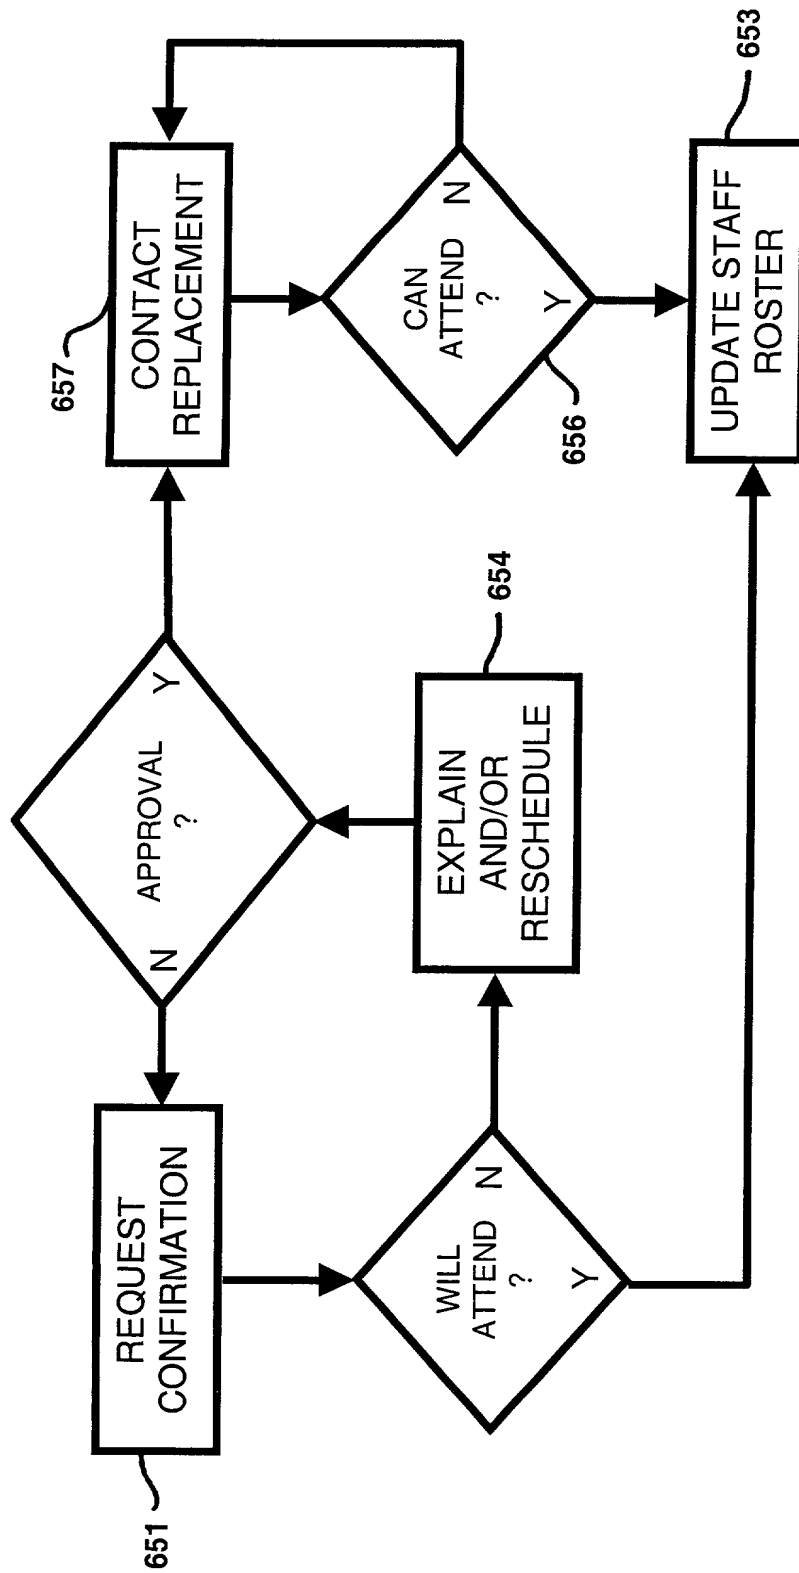 651
REQUEST
CONFIRMATION
N
APPROVAL
?
Y
657
CONTACT
REPLACEMENT
WILL
ATTEND
?
N
Y
EXPLAIN
AND/OR
RESCHEDULE
654
CAN
ATTEND
?
N
Y
656
UPDATE STAFF
ROSTER
653